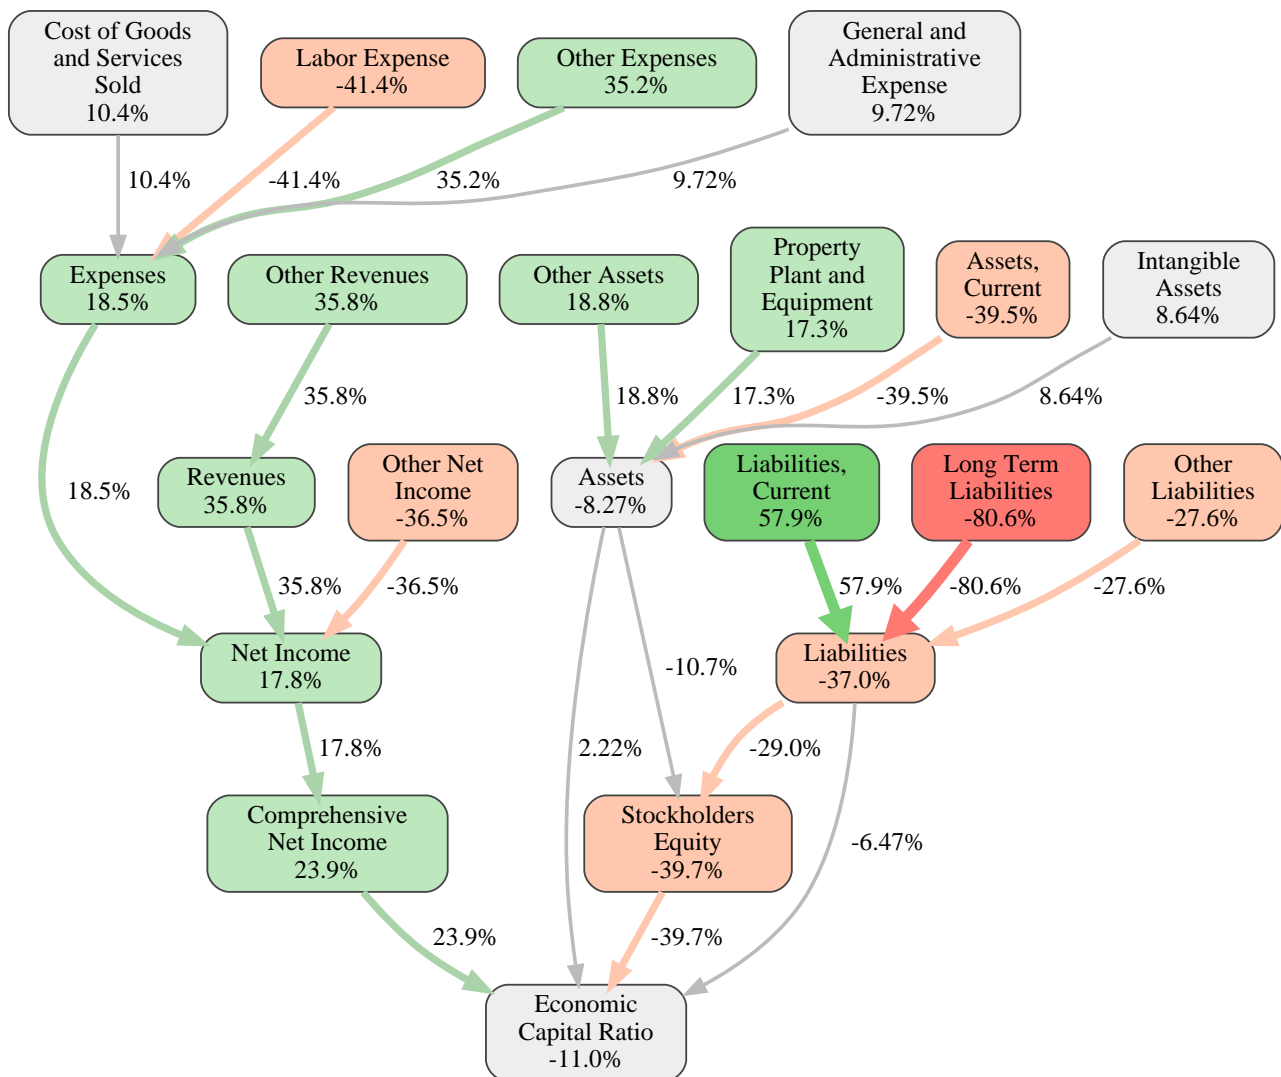 Cost of Goods
and Services
Sold
10.4%
Labor Expense
-41.4%
Other Expenses
35.2%
General and
Administrative
Expense
9.72%
10.4%
-41.4%
35.2%
9.72%
Expenses
18.5%
Other Revenues
35.8%
Other Assets
18.8%
Property
Plant and
Equipment
17.3%
Assets,
Current
-39.5%
Intangible
Assets
8.64%
35.8%
18.8%
17.3%
-39.5%
8.64%
18.5%
Revenues
35.8%
Other Net
Income
-36.5%
Assets
-8.27%
Liabilities,
Current
57.9%
Long Term
Liabilities
-80.6%
Other
Liabilities
-27.6%
35.8%
-36.5%
57.9%
-80.6%
-27.6%
Net Income
17.8%
-10.7%
Liabilities
-37.0%
17.8%
2.22%
-29.0%
Comprehensive
Net Income
23.9%
Stockholders
Equity
-39.7%
-6.47%
23.9%
-39.7%
Economic
Capital Ratio
-11.0%